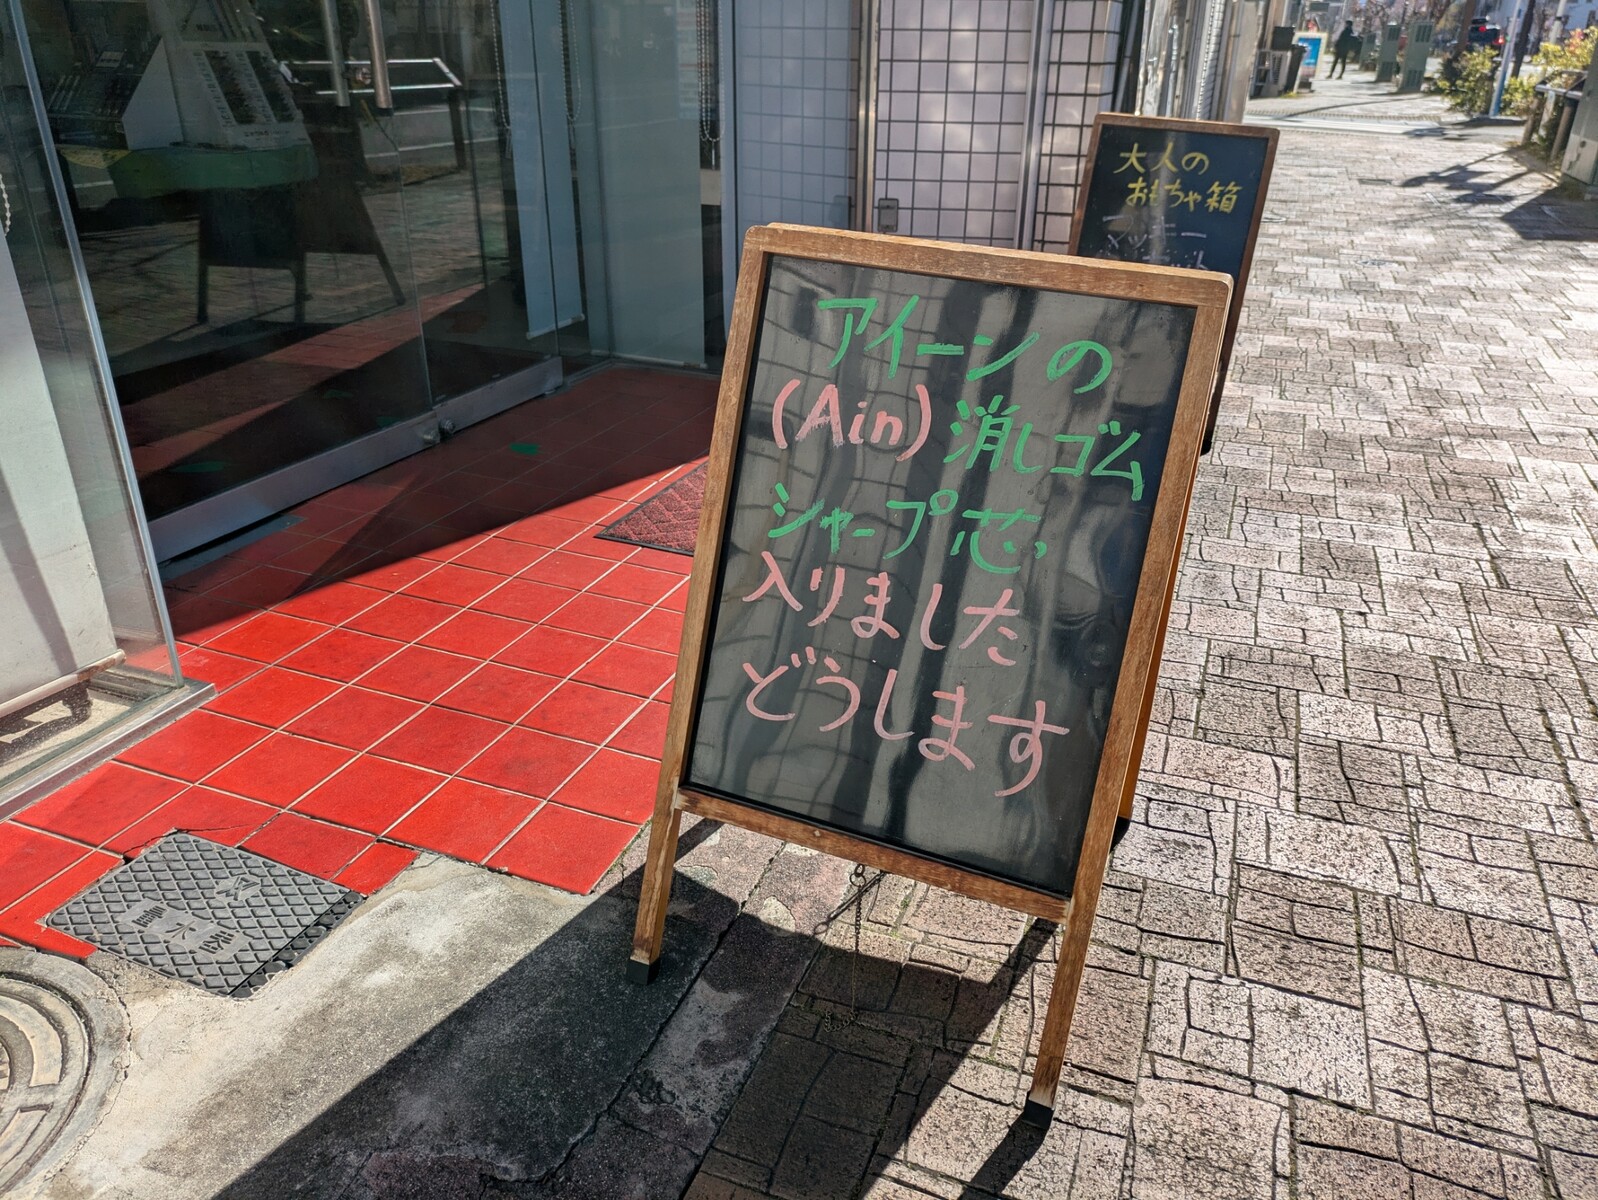 アイーンの
(Ain)消しゴム
シャープ芯
入りました
どうします
大人の
おもちゃ箱